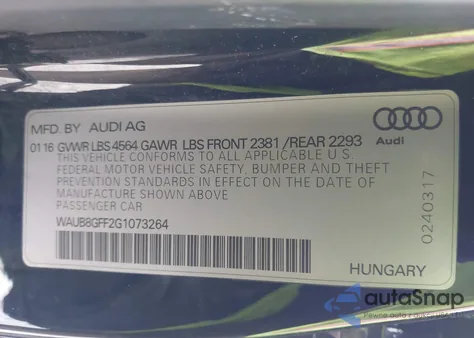 MFD. BY AUDI AG
01 16 GVWR LBS 4564 GAWR LBS FRONT 2381 /REAR 2293
THIS VEHICLE CONFORMS TO ALL APPLICABLE U.S.
FEDERAL MOTOR VEHICLE SAFETY, BUMPER AND THEFT
PREVENTION STANDARDS IN EFFECT ON THE DATE
OF MANUFACTURE SHOWN ABOVE
PASSENGER CAR
WAUB8GFF2G1073264
Audi
0240317
HUNGARY
autoSnap